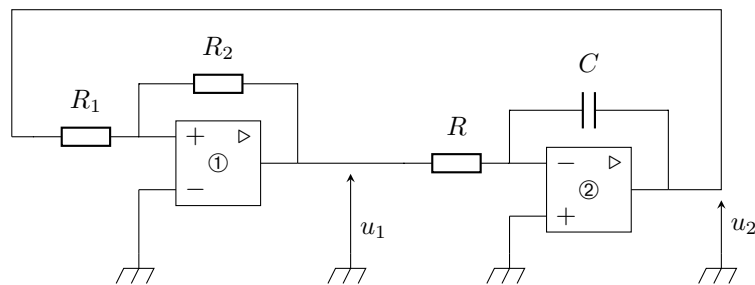 R₂
R₁
C
R
+ ▷
①
−
− ▷
②
+
u₁
u₂